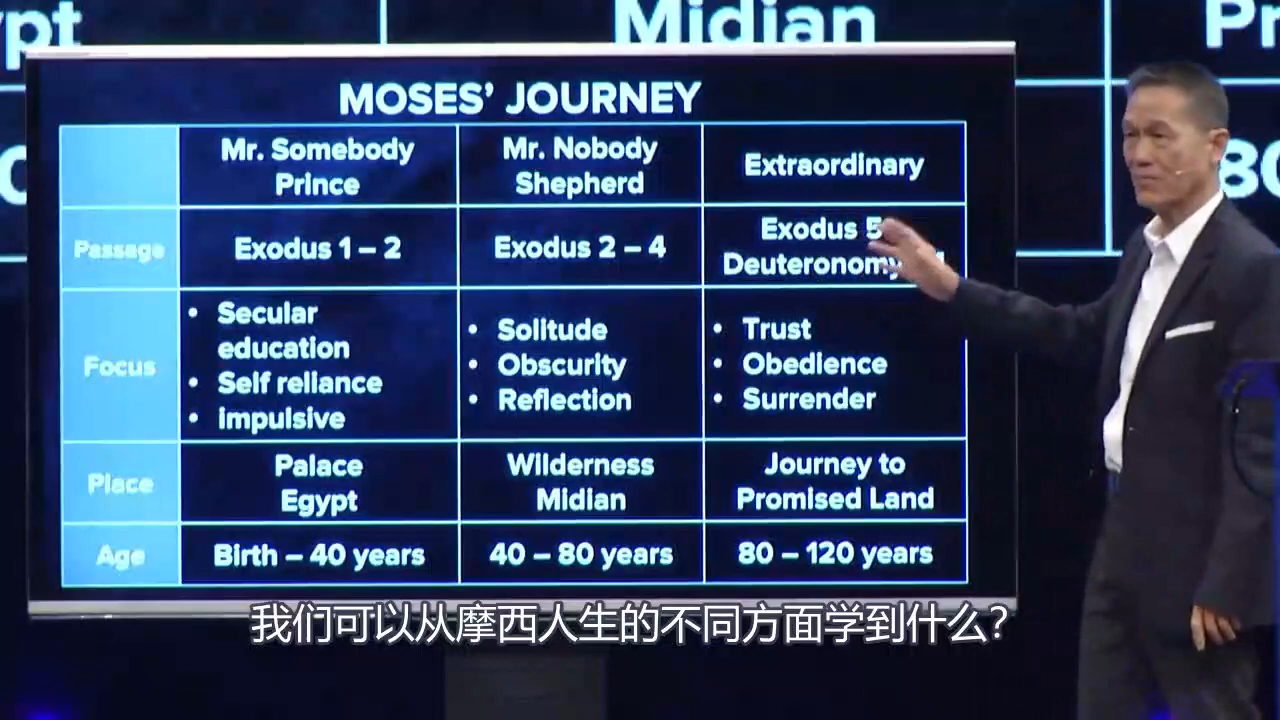 Midian
MOSES' JOURNEY
Mr. Somebody
Prince
Mr. Nobody
Shepherd
Extraordinary
Passage
Exodus 1 – 2
Exodus 2 – 4
Exodus 5
Deuteronomy
Focus
• Secular
education
• Self reliance
• impulsive
• Solitude
• Obscurity
• Reflection
• Trust
• Obedience
• Surrender
Place
Palace
Egypt
Wilderness
Midian
Journey to
Promised Land
Age
Birth – 40 years
40 – 80 years
80 – 120 years
我们可以从摩西人生的不同方面学到什么?